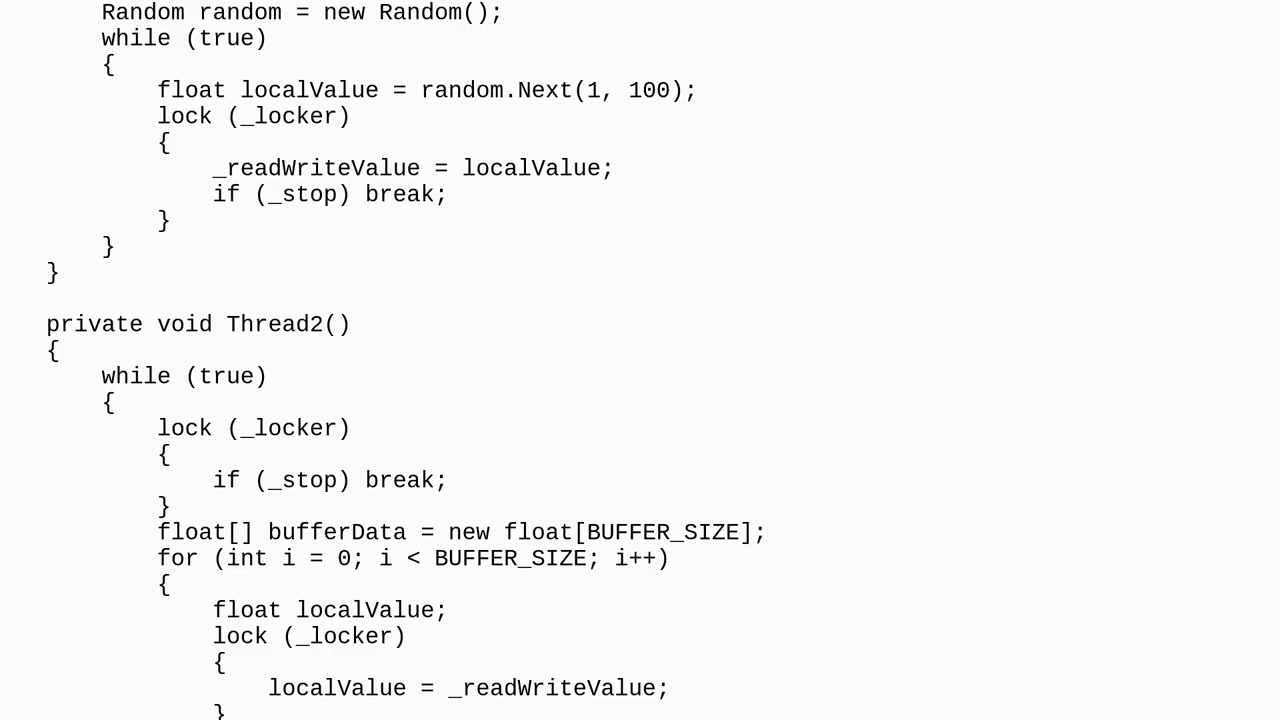 Random random = new Random();
while (true)
{
float localValue = random.Next(1, 100);
lock (_locker)
{
_readWriteValue = localValue;
if (_stop) break;
}
}
}
private void Thread2()
{
while (true)
{
lock (_locker)
{
if (_stop) break;
}
float[] bufferData = new float[BUFFER_SIZE];
for (int i = 0; i < BUFFER_SIZE; i++)
{
float localValue;
lock (_locker)
{
localValue = _readWriteValue;
}